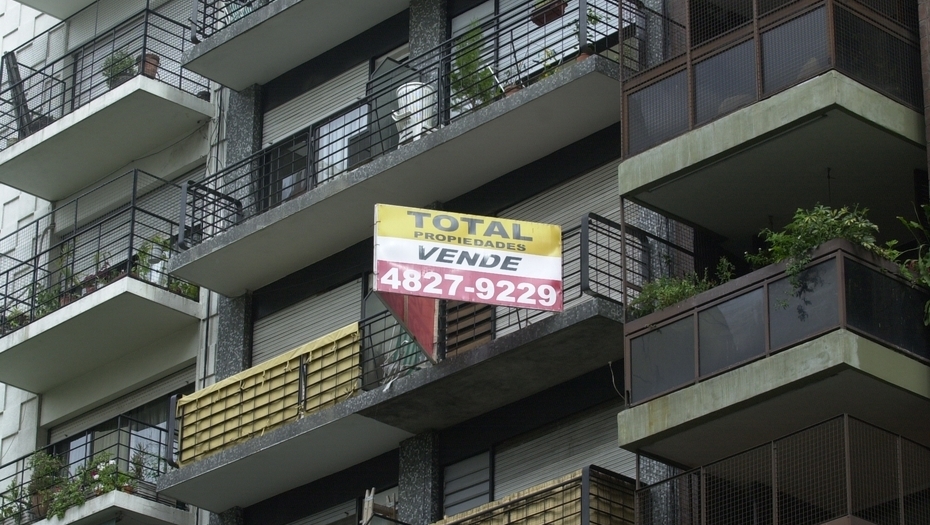 TOTAL
PROPIEDADES
VENDE
4827-9229